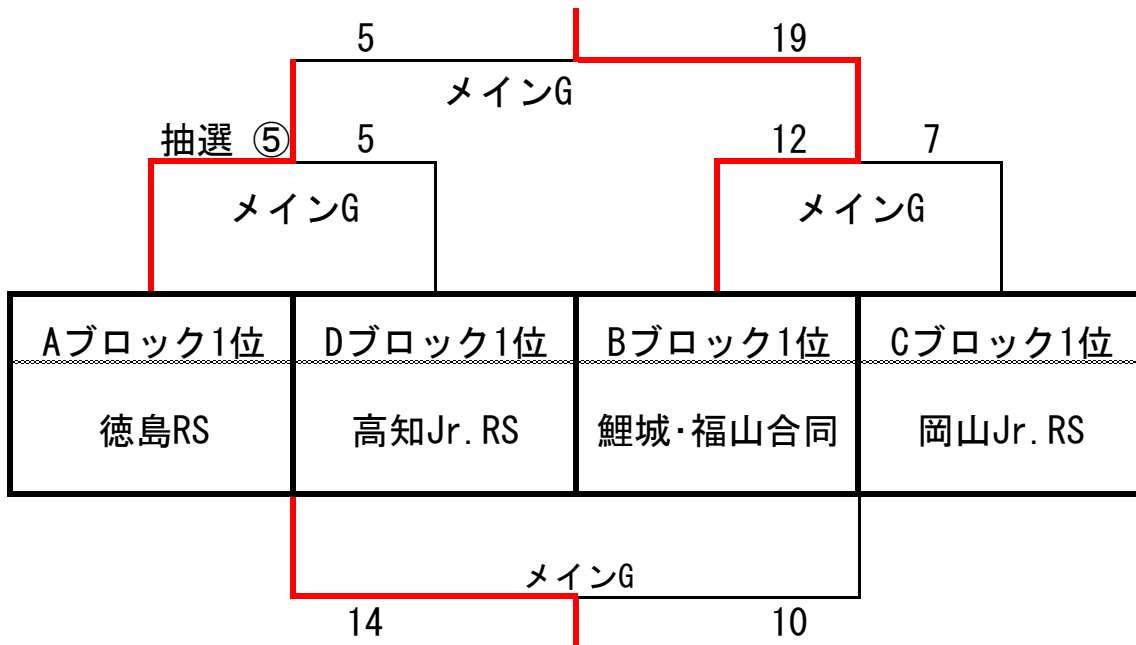 5 19
メインG
抽選 ⑤ 5 12 7
メインG メインG
Aブロック1位 Dブロック1位 Bブロック1位 Cブロック1位
徳島RS 高知Jr.RS 鯉城･福山合同 岡山Jr.RS
メインG
14 10